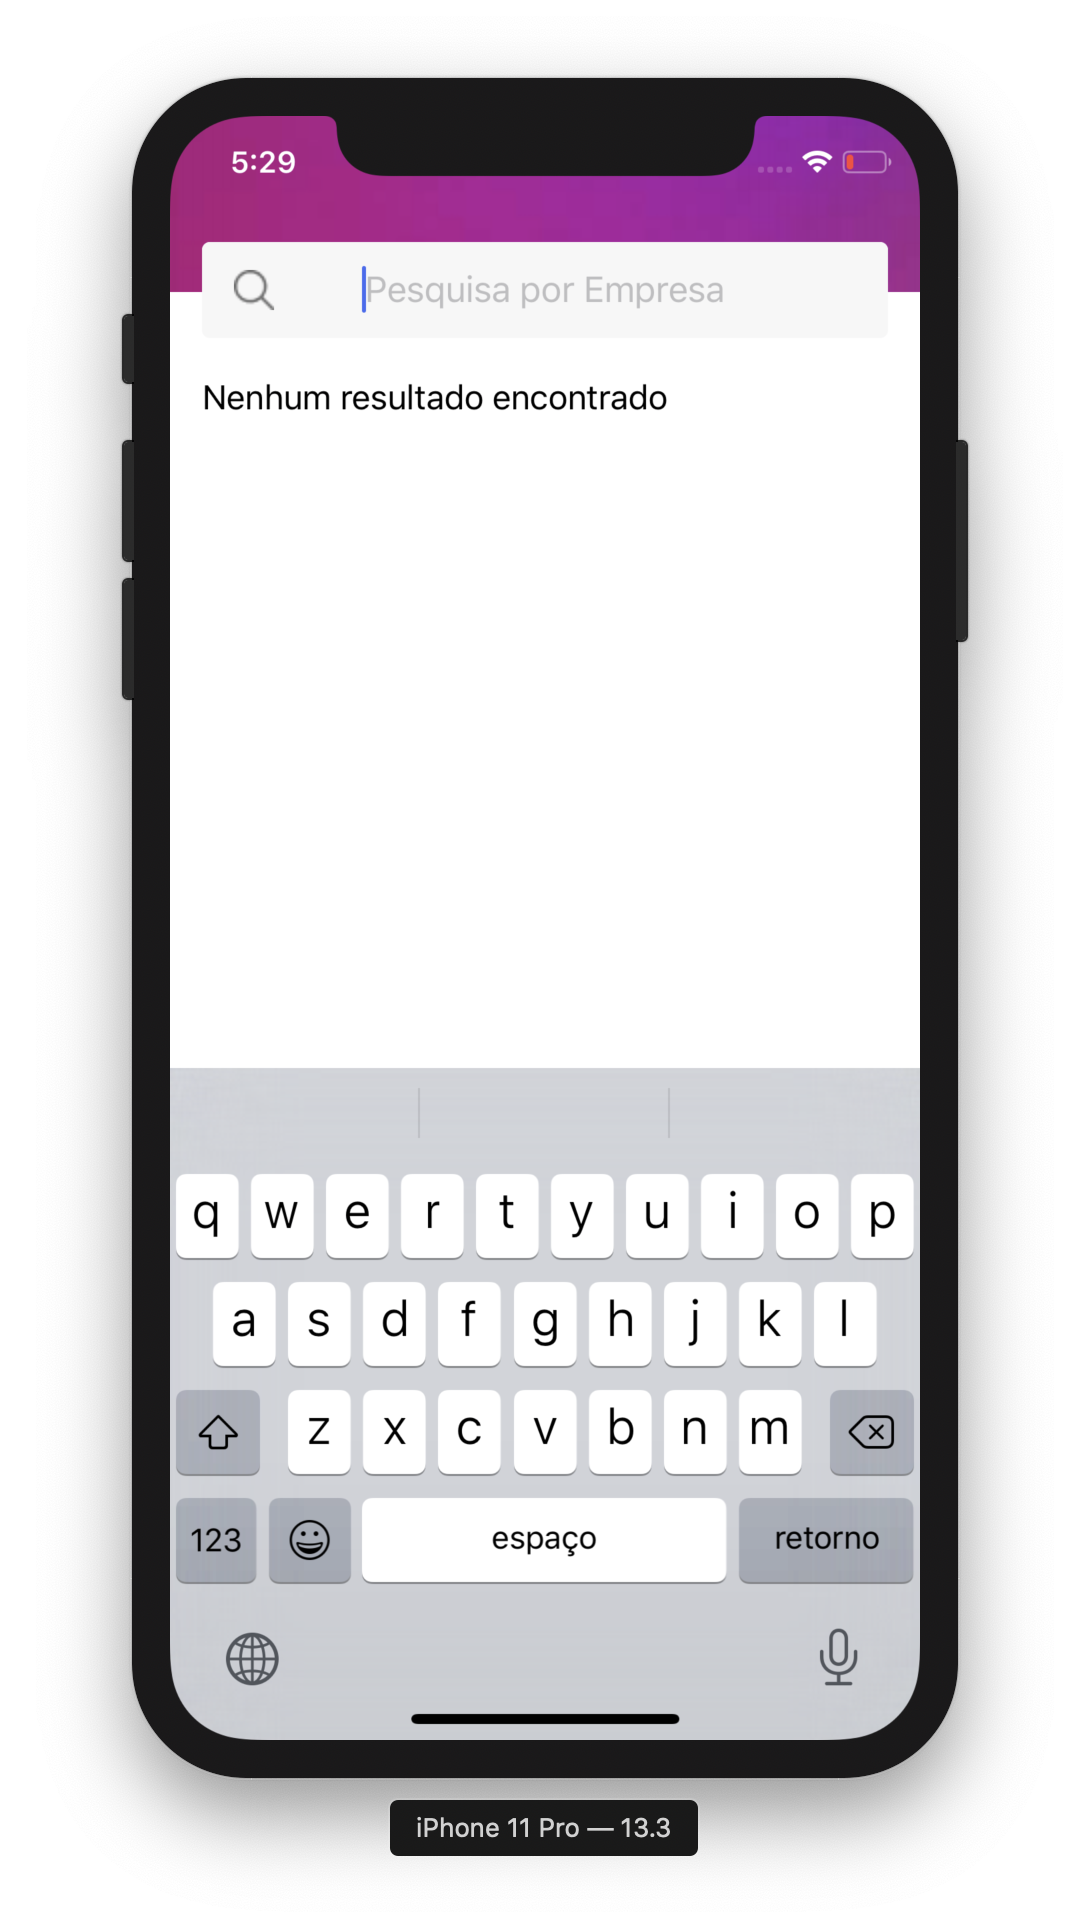 5:29
Pesquisa por Empresa
Nenhum resultado encontrado
q w e r t y u i o p
a s d f g h j k l
z x c v b n m
123 espaço retorno
iPhone 11 Pro — 13.3